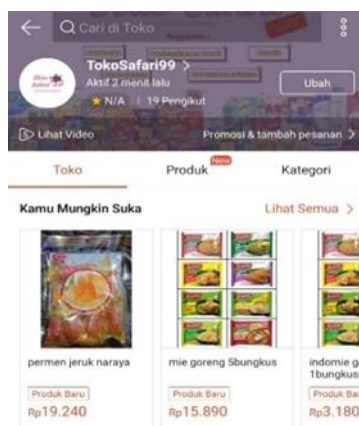 Cari di Toko
TokoSafari99 >
Aktif 2 menit lalu
Ubah
N/A | 19 Pengikut
Lihat Video
Promosi & tambah pesanan >
New
Toko
Produk
Kategori
Kamu Mungkin Suka
Lihat Semua >
permen jeruk naraya
mie goreng 5bungkus
indomie g
1bungkus
Produk Baru
Produk Baru
Produk Ba
Rp19.240
Rp15.890
Rp3.180